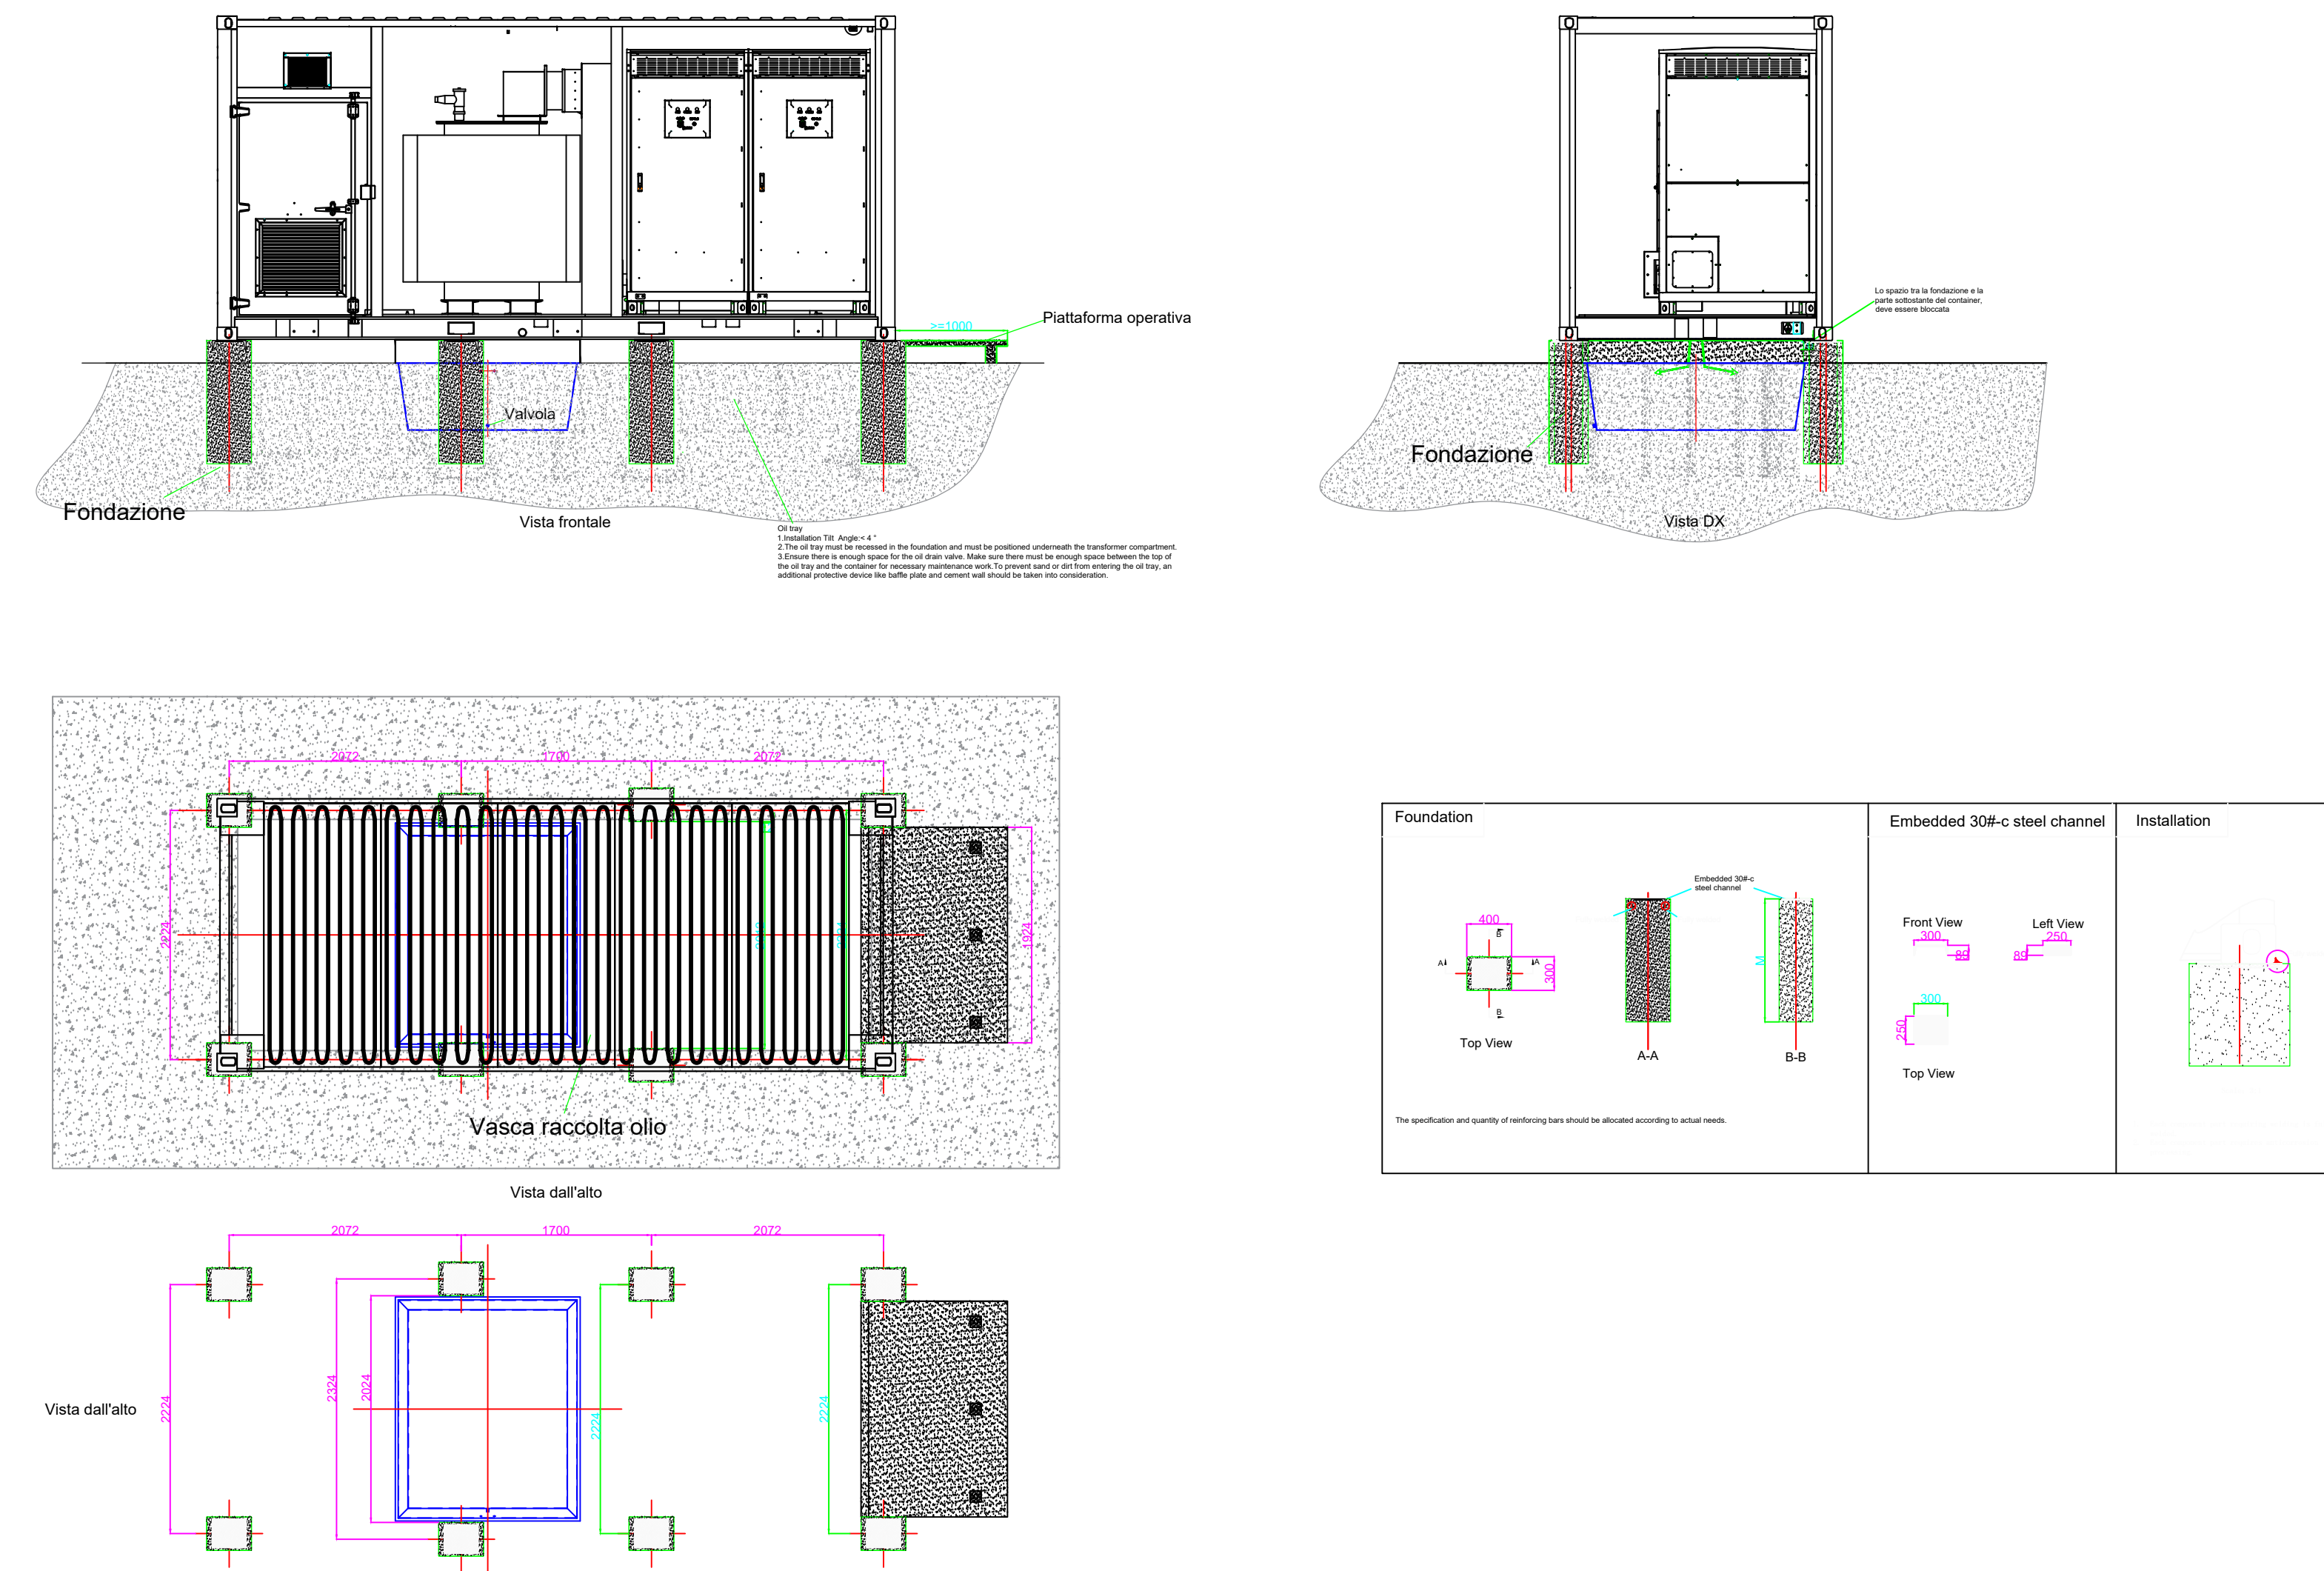 >=1000
Piattaforma operativa
Valvola
Fondazione
Vista frontale
Oil tray
1.Installation Tilt Angle:< 4 °
2.The oil tray must be recessed in the foundation and must be positioned underneath the transformer compartment.
3.Ensure there is enough space for the oil drain valve. Make sure there must be enough space between the top of
the oil tray and the container for necessary maintenance work.To prevent sand or dirt from entering the oil tray, an
additional protective device like baffle plate and cement wall should be taken into consideration.
Lo spazio tra la fondazione e la
parte sottostante del container,
deve essere bloccata
Fondazione
Vista DX
2072
1700
2072
2224
1924
Vasca raccolta olio
Vista dall'alto
Foundation
400
300
A
A
B
B
Top View
A-A
Embedded 30#-c
steel channel
M
B-B
The specification and quantity of reinforcing bars should be allocated according to actual needs.
Embedded 30#-c steel channel
Front View
300
89
Left View
250
89
300
250
Top View
Installation
2072
1700
2072
Vista dall'alto
2224
2324
2024
2224
2224